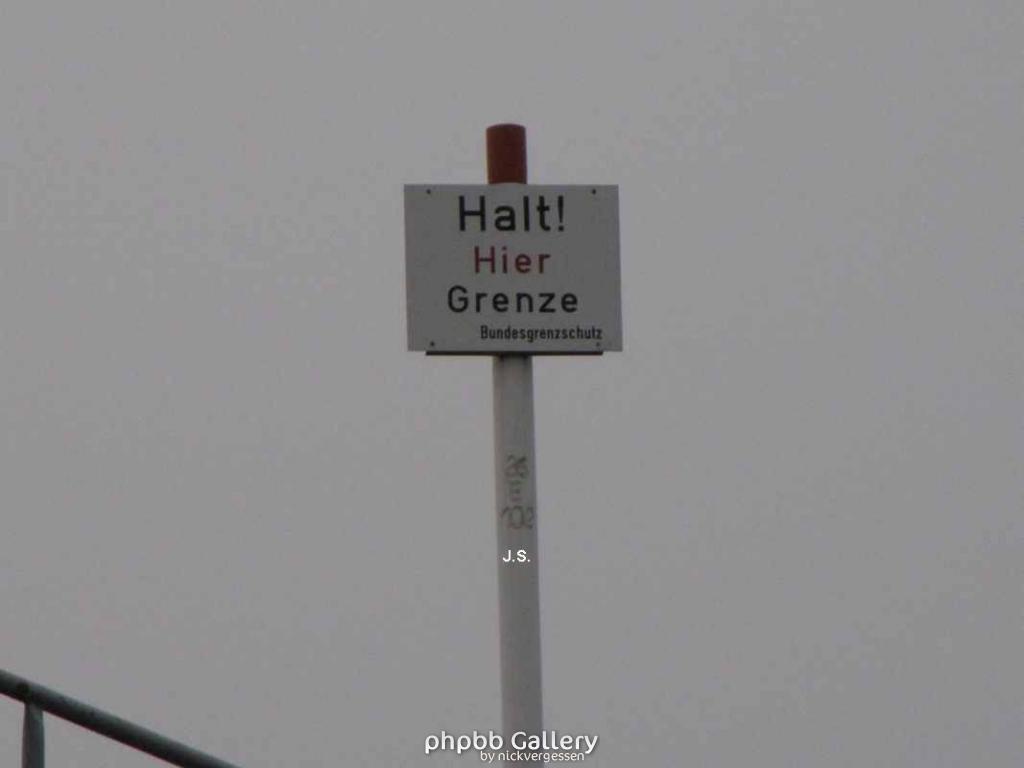 Halt!
Hier
Grenze
Bundesgrenzschutz
J.S.
phpbb Gallery
by nickvergessen